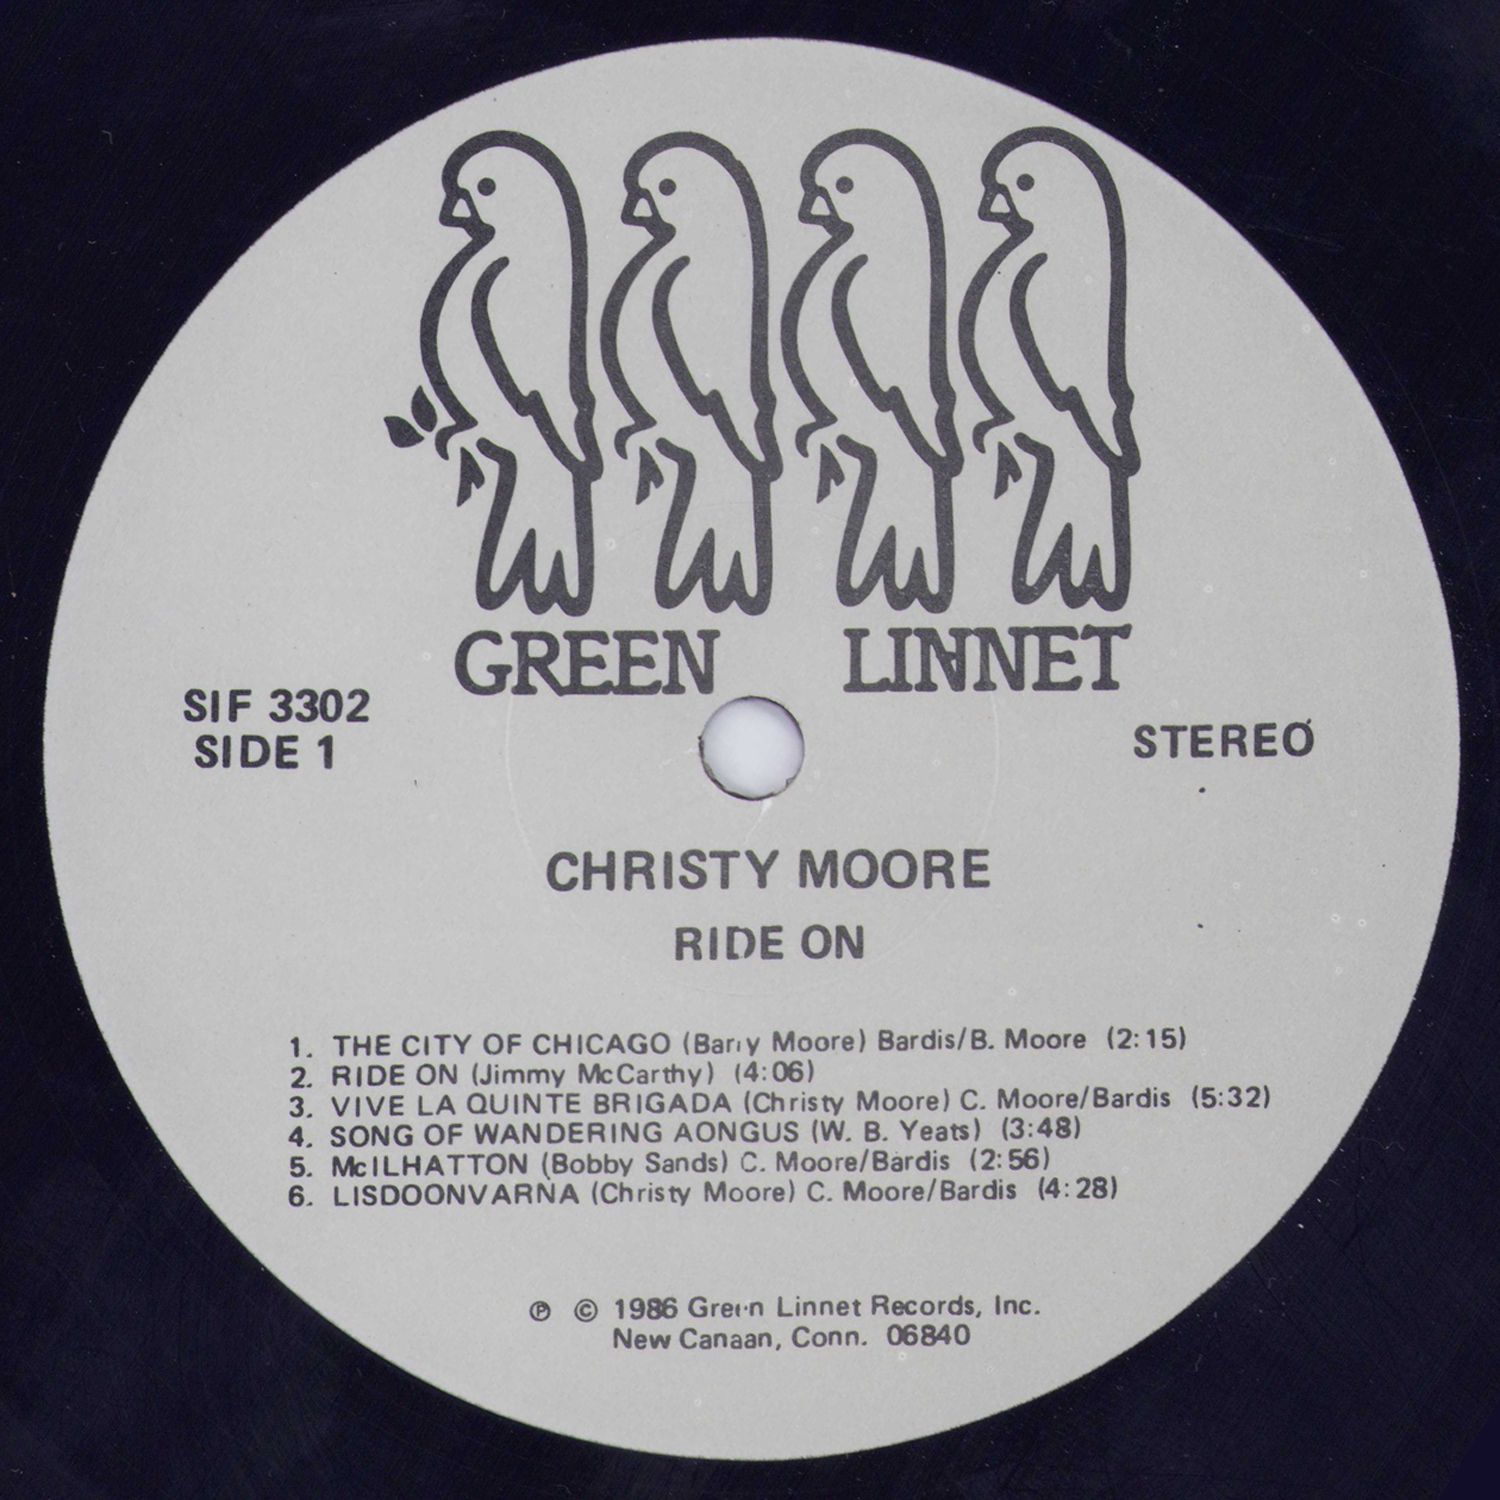 GREEN LINNET
SIF 3302
SIDE 1
STEREO
CHRISTY MOORE
RIDE ON
1. THE CITY OF CHICAGO (Barry Moore) Bardis/B. Moore (2:15)
2. RIDE ON (Jimmy McCarthy) (4:06)
3. VIVE LA QUINTE BRIGADA (Christy Moore) C. Moore/Bardis (5:32)
4. SONG OF WANDERING AONGUS (W. B. Yeats) (3:48)
5. McILHATTON (Bobby Sands) C. Moore/Bardis (2:56)
6. LISDOONVARNA (Christy Moore) C. Moore/Bardis (4:28)
℗ © 1986 Green Linnet Records, Inc.
New Canaan, Conn. 06840